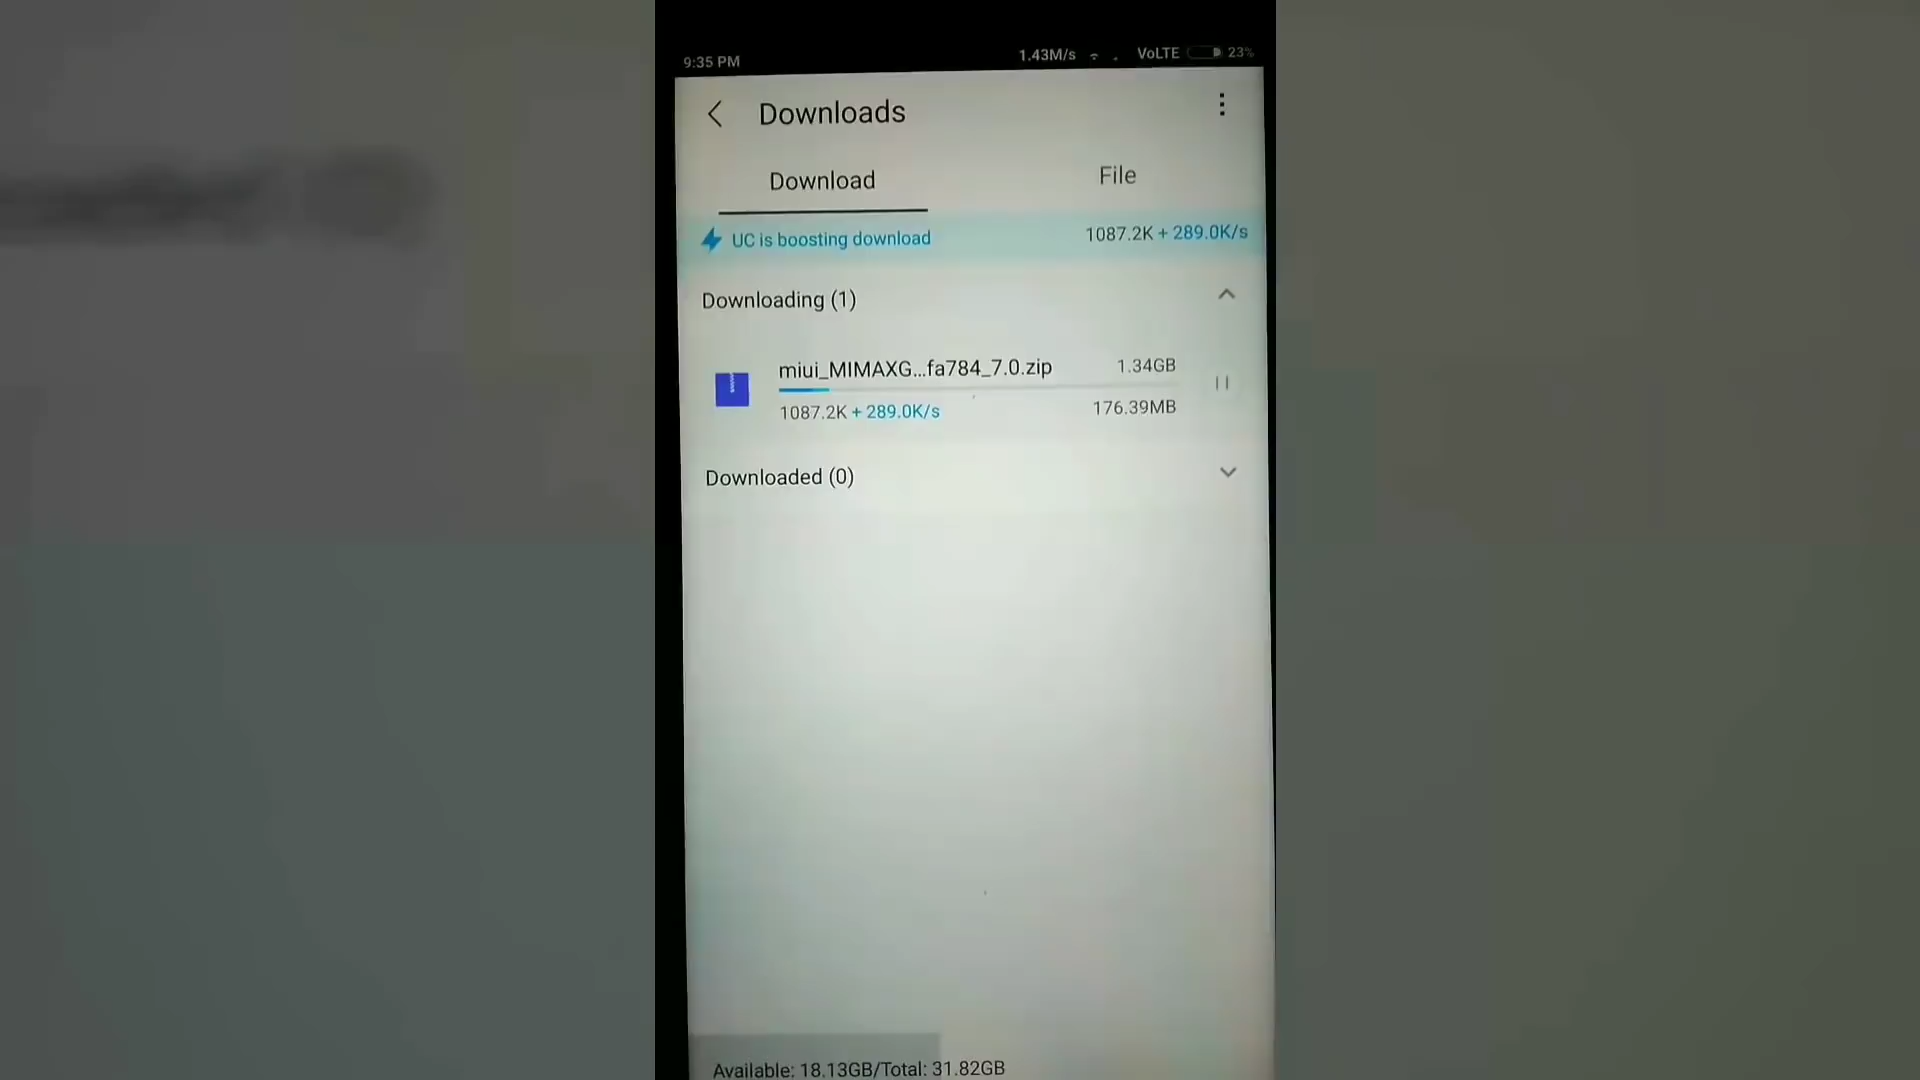 9:35 PM 1.43M/s VoLTE 23%
Downloads
Download File
UC is boosting download 1087.2K + 289.0K/s
Downloading (1)
miui_MIMAXG...fa784_7.0.zip 1.34GB
1087.2K + 289.0K/s 176.39MB
Downloaded (0)
Available: 18.13GB/Total: 31.82GB